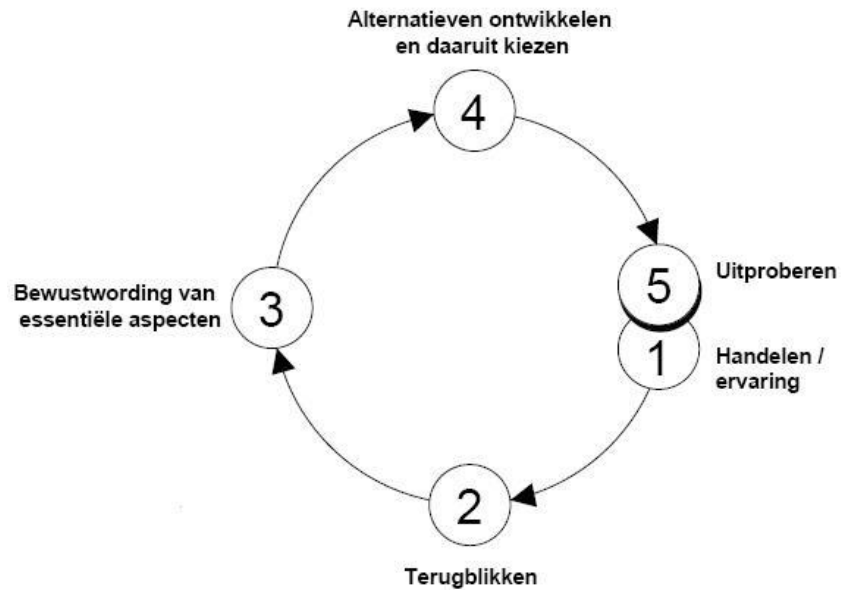 Alternatieven ontwikkelen
en daaruit kiezen
4
5
Uitproberen
Bewustwording van
essentiële aspecten
3
1
Handelen /
ervaring
2
Terugblikken